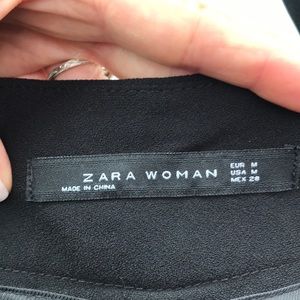 ZARA WOMAN
MADE IN CHINA
EUR M
USA M
MEX 28